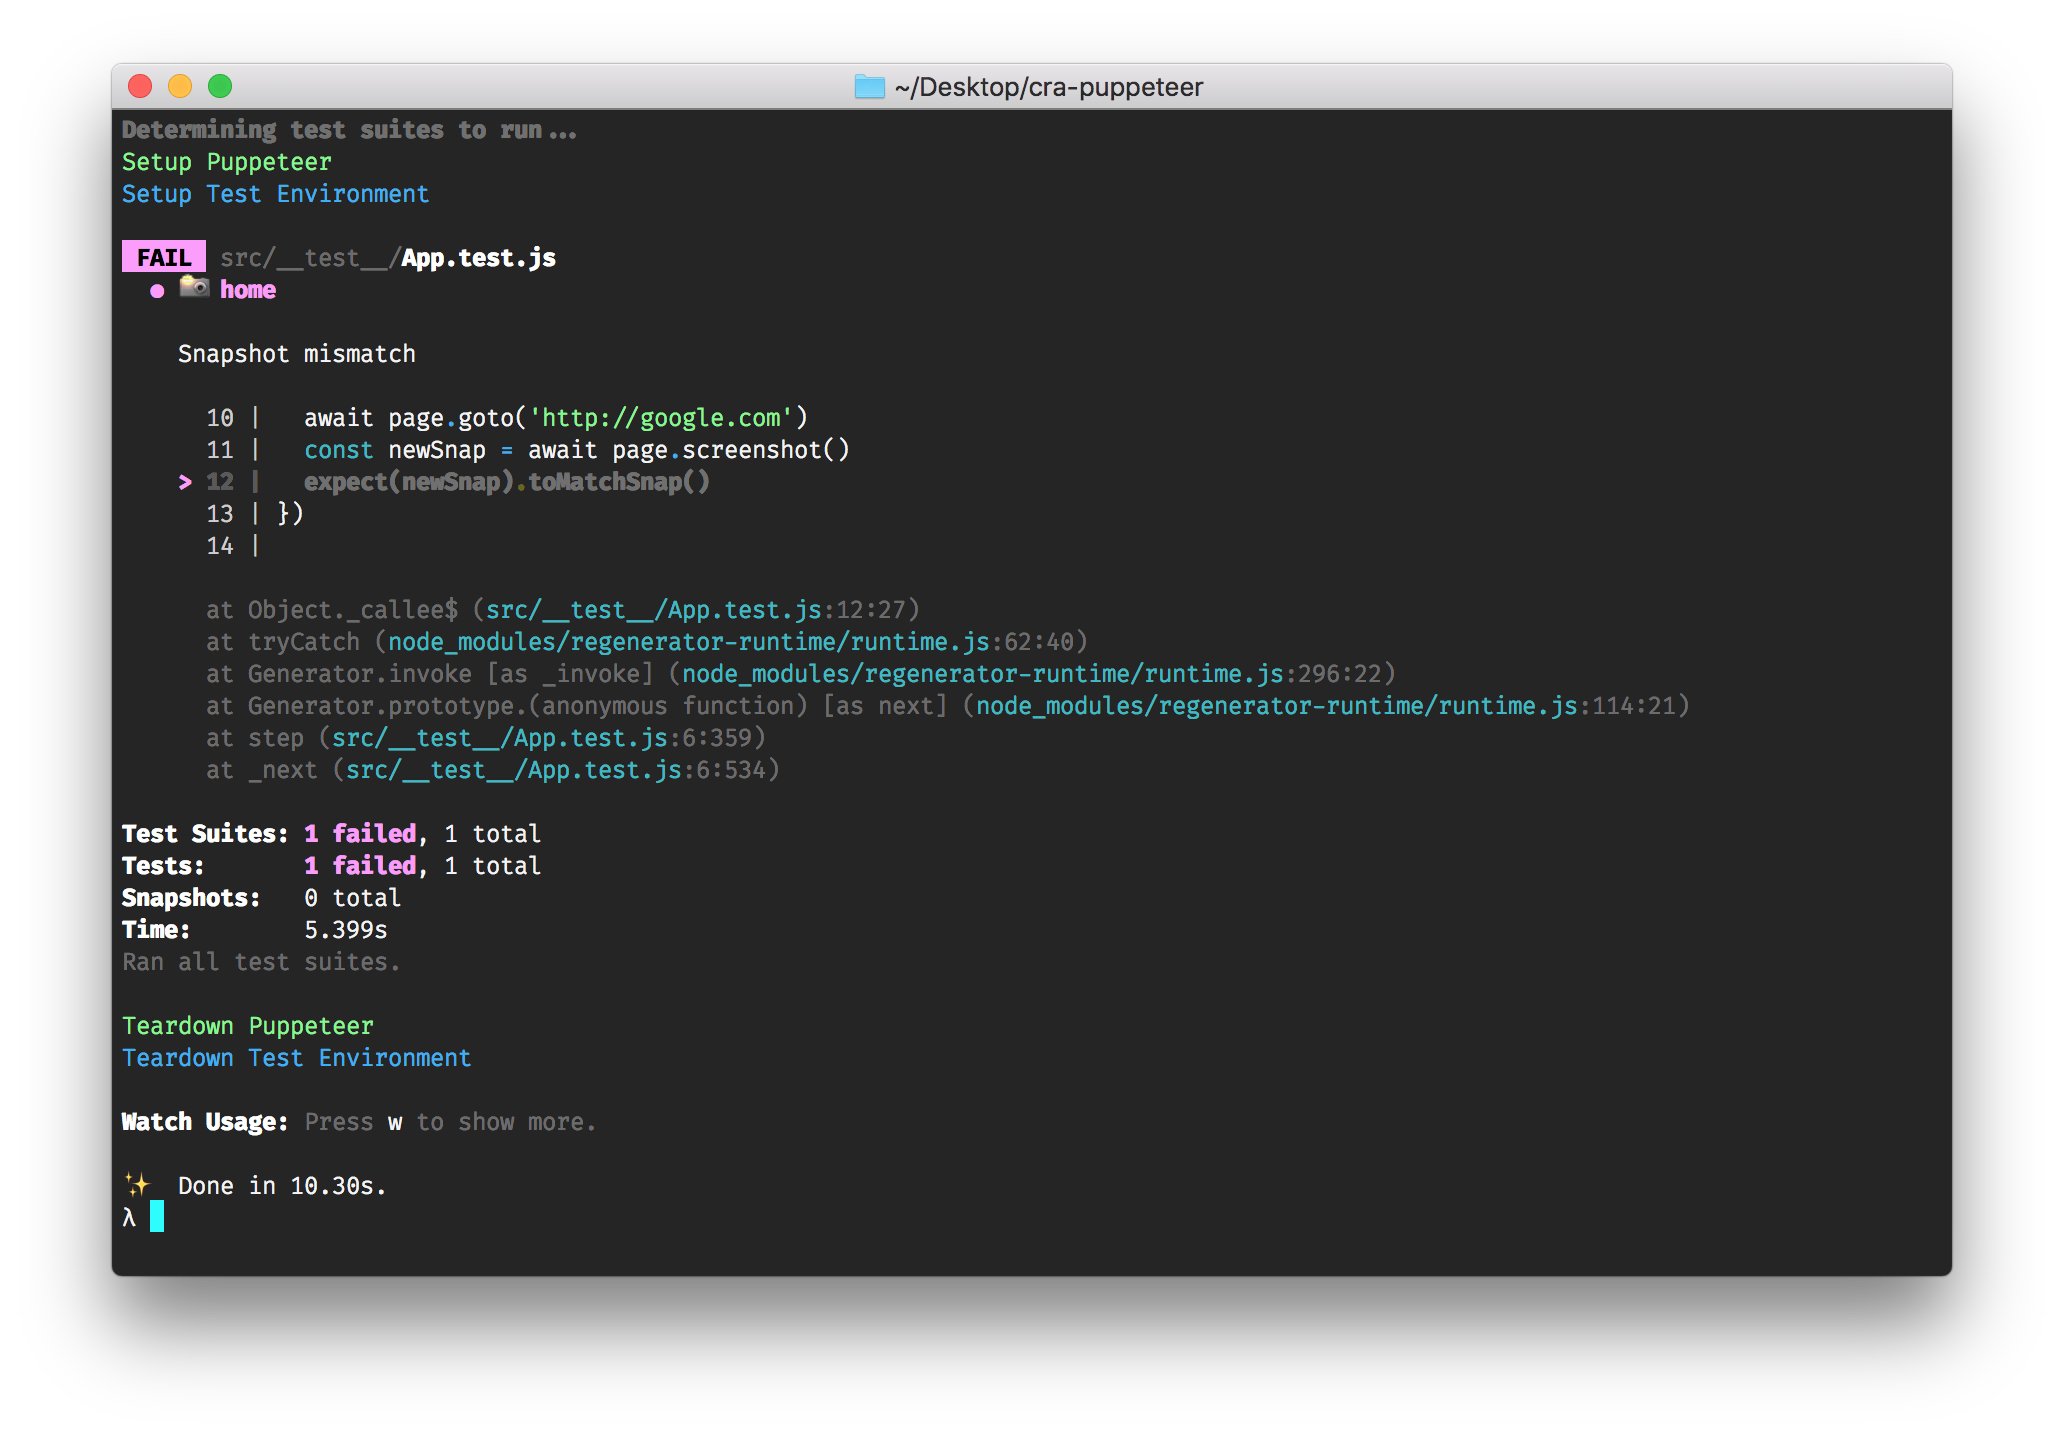 ~/Desktop/cra-puppeteer
Determining test suites to run...
Setup Puppeteer
Setup Test Environment
FAIL src/__test__/App.test.js
● 📷 home
Snapshot mismatch
10 | await page.goto('http://google.com')
11 | const newSnap = await page.screenshot()
> 12 | expect(newSnap).toMatchSnap()
13 | })
14 |
at Object._callee$ (src/__test__/App.test.js:12:27)
at tryCatch (node_modules/regenerator-runtime/runtime.js:62:40)
at Generator.invoke [as _invoke] (node_modules/regenerator-runtime/runtime.js:296:22)
at Generator.prototype.(anonymous function) [as next] (node_modules/regenerator-runtime/runtime.js:114:21)
at step (src/__test__/App.test.js:6:359)
at _next (src/__test__/App.test.js:6:534)
Test Suites: 1 failed, 1 total
Tests: 1 failed, 1 total
Snapshots: 0 total
Time: 5.399s
Ran all test suites.
Teardown Puppeteer
Teardown Test Environment
Watch Usage: Press w to show more.
✨ Done in 10.30s.
λ